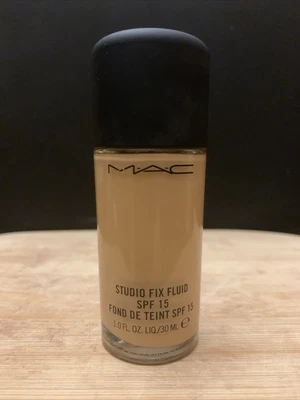 MAC
STUDIO FIX FLUID
SPF 15
FOND DE TEINT SPF 15
1.0 FL. OZ. LIQ./30 ML ℮